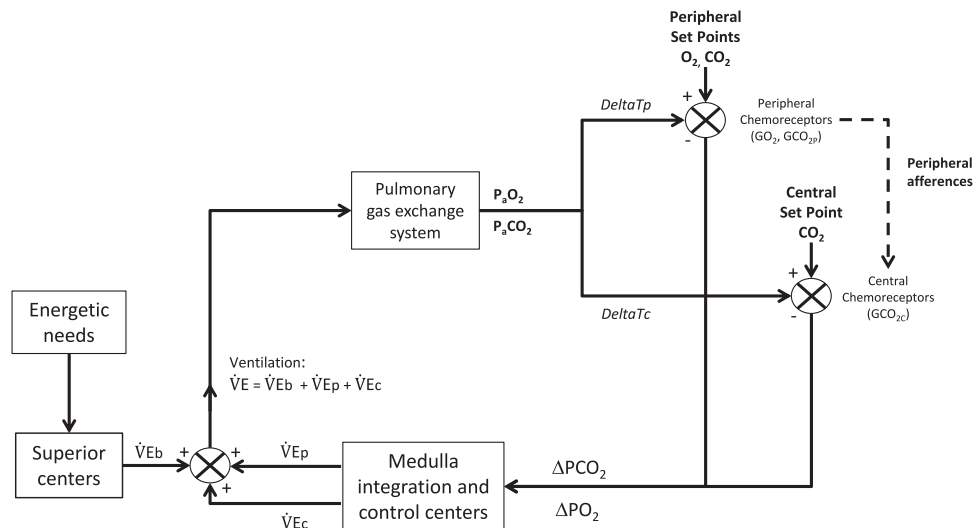 Peripheral
Set Points
O₂, CO₂
+
-
DeltaTp
Peripheral
Chemoreceptors
(GO₂, GCO₂P)
Peripheral
afferences
Pulmonary
gas exchange
system
PₐO₂
PₐCO₂
Central
Set Point
CO₂
+
-
DeltaTc
Central
Chemoreceptors
(GCO₂C)
Energetic
needs
Ventilation:
V̇E = V̇Eb + V̇Ep + V̇Ec
Superior
centers
V̇Eb
+
+
+
V̇Ep
V̇Ec
Medulla
integration and
control centers
ΔPCO₂
ΔPO₂